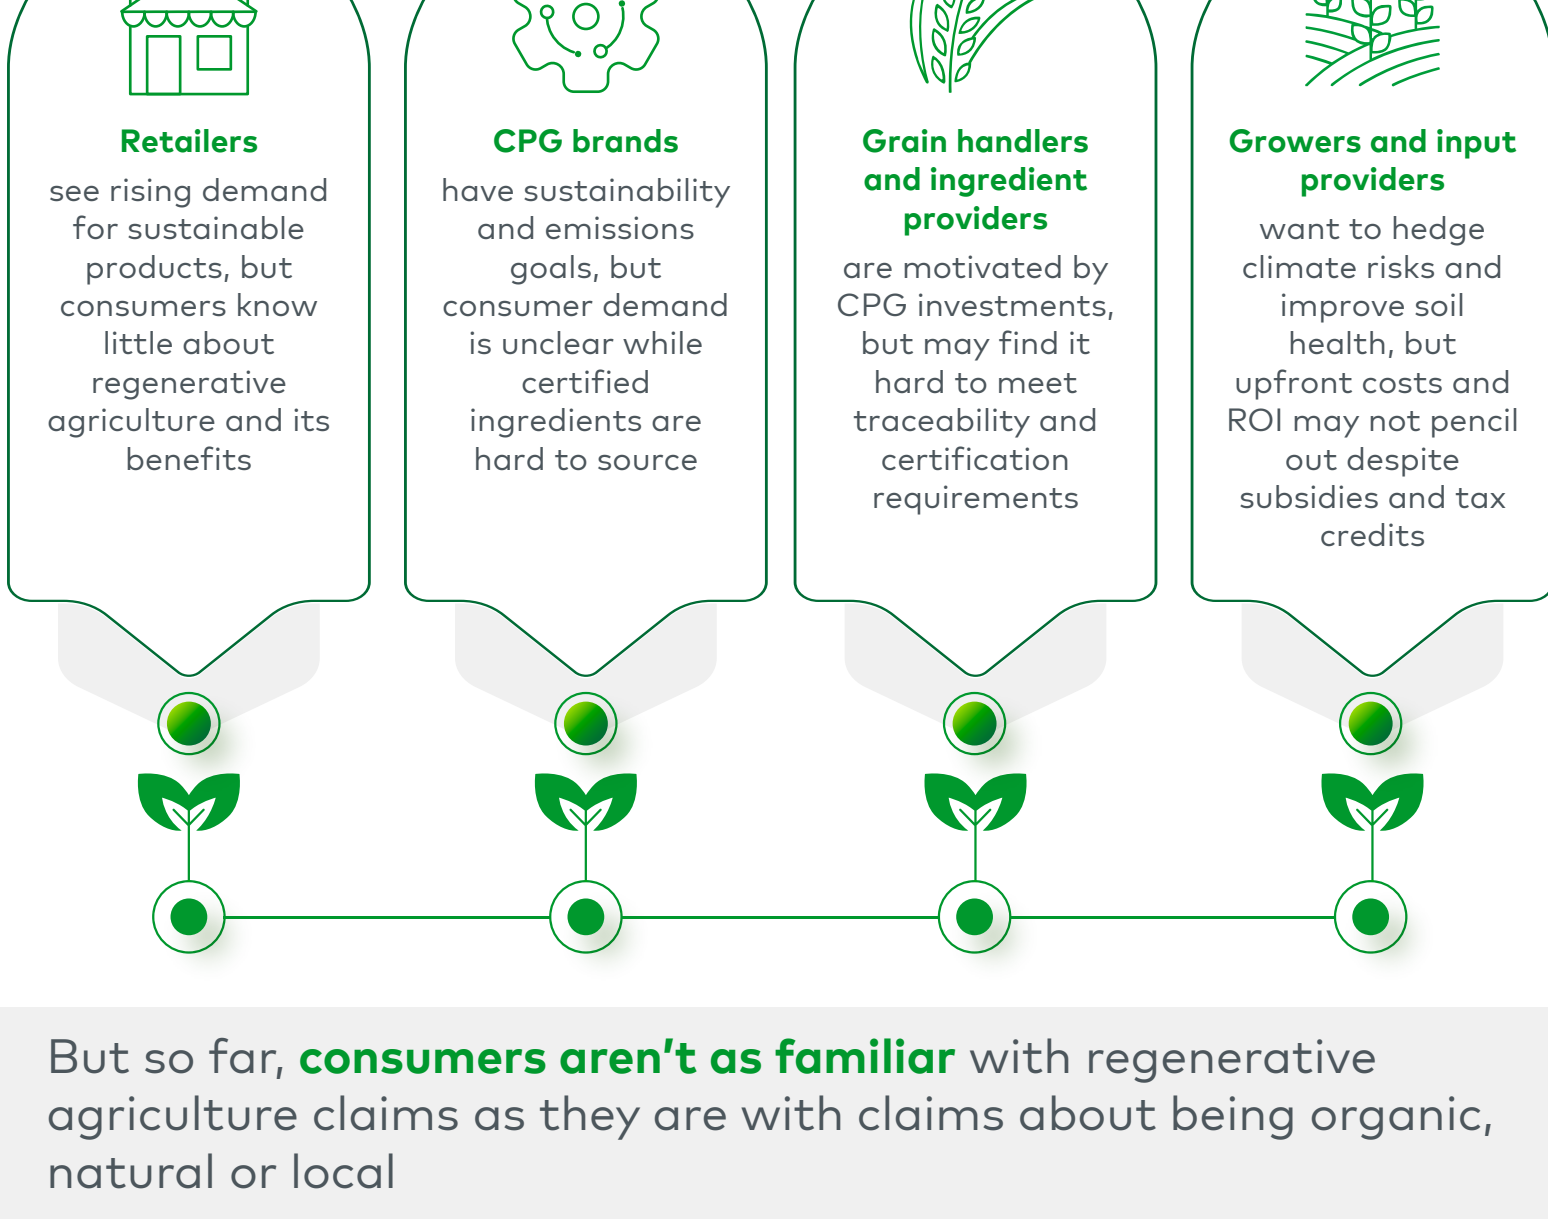 Retailers
see rising demand
for sustainable
products, but
consumers know
little about
regenerative
agriculture and its
benefits
CPG brands
have sustainability
and emissions
goals, but
consumer demand
is unclear while
certified
ingredients are
hard to source
Grain handlers
and ingredient
providers
are motivated by
CPG investments,
but may find it
hard to meet
traceability and
certification
requirements
Growers and input
providers
want to hedge
climate risks and
improve soil
health, but
upfront costs and
ROI may not pencil
out despite
subsidies and tax
credits
But so far, consumers aren't as familiar with regenerative
agriculture claims as they are with claims about being organic,
natural or local